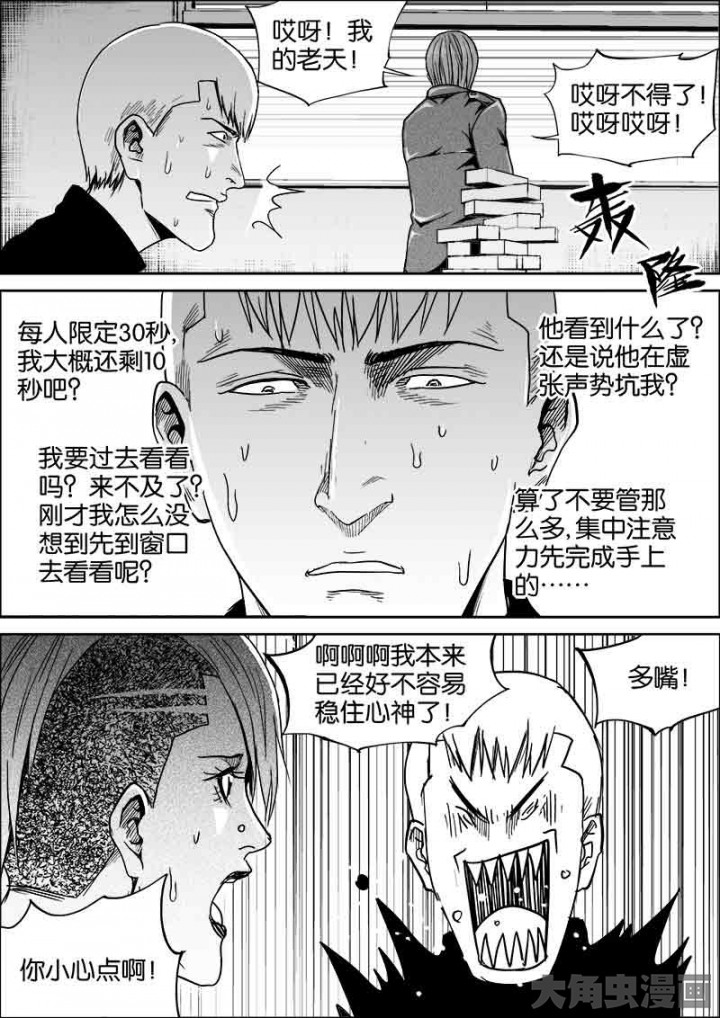 哎呀！我
的老天！
哎呀不得了！
哎呀哎呀！
轰
隆
每人限定30秒，
我大概还剩10
秒吧？
我要过去看看
吗？来不及了？
刚才我怎么没
想到先到窗口
去看看呢？
他看到什么了？
还是说他在虚
张声势坑我？
算了不要管那
么多，集中注意
力先完成手上
的……
你小心点啊！
啊啊啊我本来
已经好不容易
稳住心神了！
多嘴！
大角虫漫画